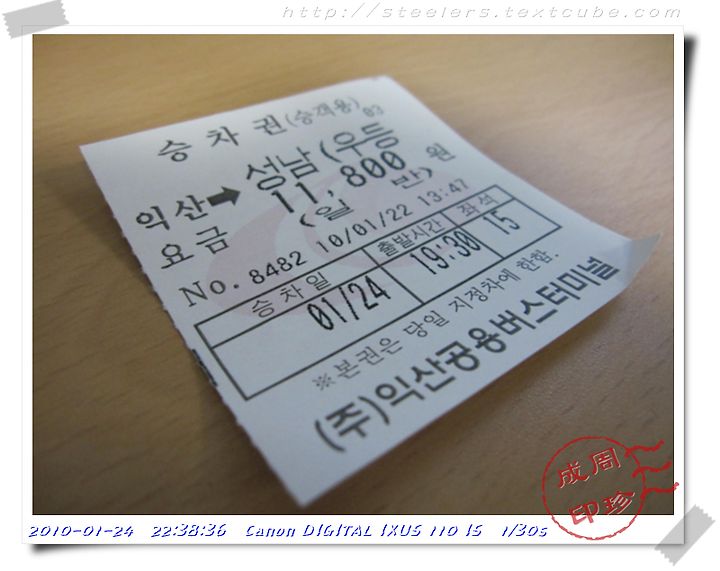 http://steelers.textcube.com
승 차 권(승객용) 03
익산➡ 성남(우등
요금 11,800 원
<일 반>
No. 8482 10/01/22 13:47
승 차 일 출발시간 좌석
01/24 19:30 15
※본권은 당일 지정차에 한함.
(주)익산공용버스터미널
成周
印珍
2010-01-24 22:38:36 Canon DIGITAL IXUS 110 IS 1/30s